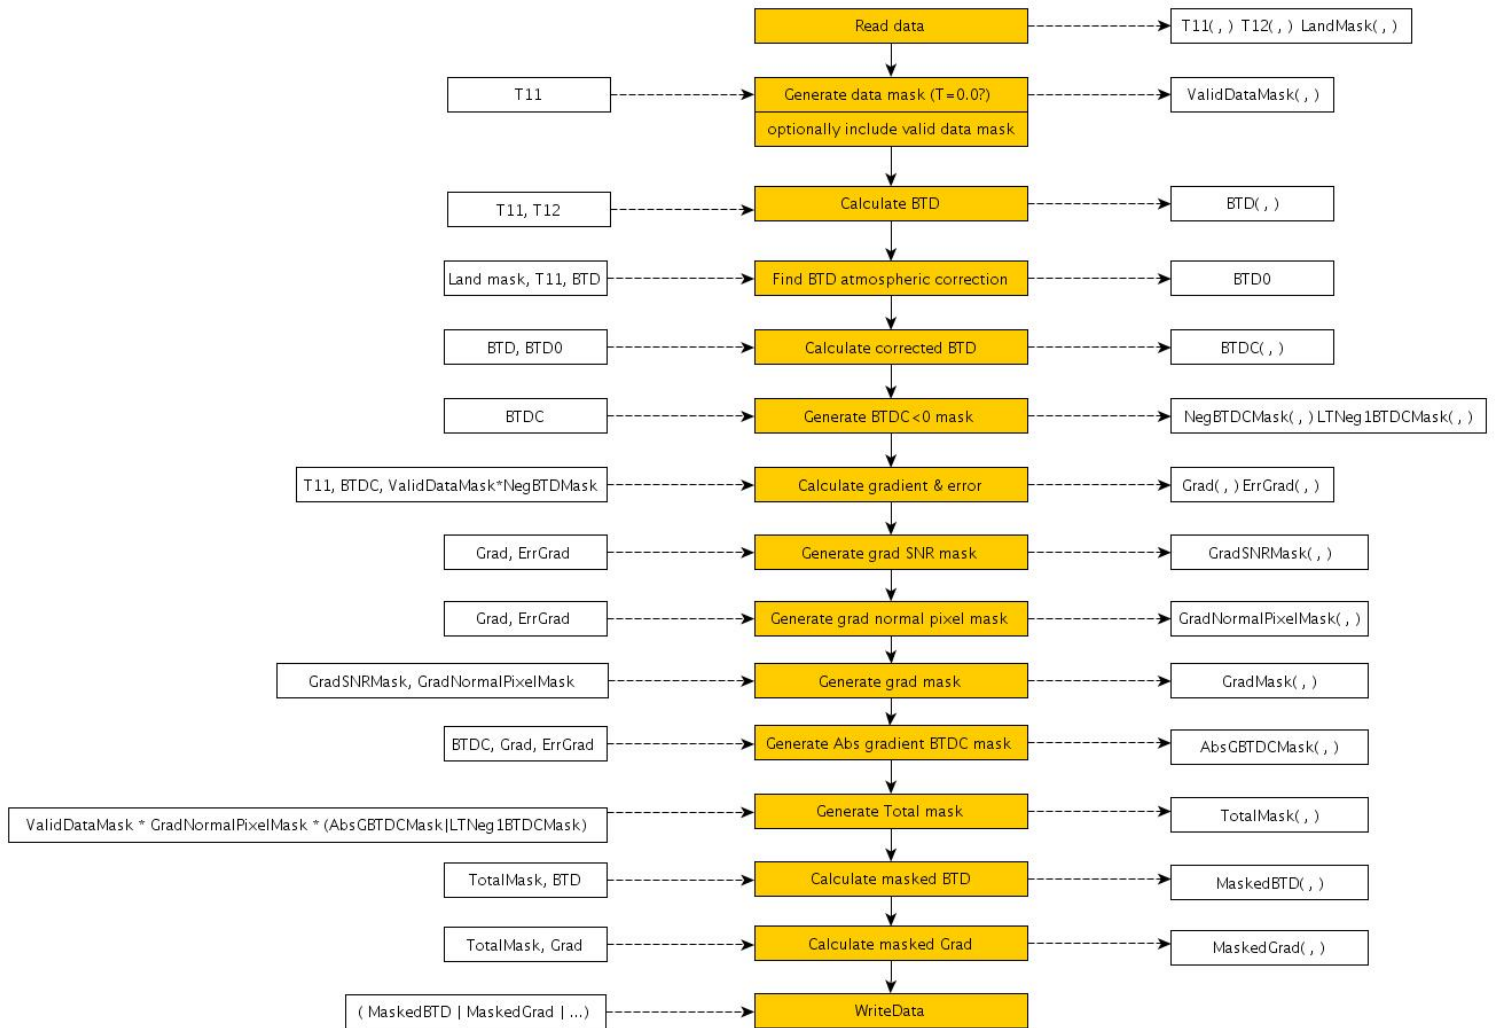 Read data
T11( , ) T12( , ) LandMask( , )
T11
Generate data mask (T=0.0?)
ValidDataMask( , )
optionally include valid data mask
T11, T12
Calculate BTD
BTD( , )
Land mask, T11, BTD
Find BTD atmospheric correction
BTD0
BTD, BTD0
Calculate corrected BTD
BTDC( , )
BTDC
Generate BTDC<0 mask
NegBTDCMask( , ) LTNeg1BTDCMask( , )
T11, BTDC, ValidDataMask*NegBTDMask
Calculate gradient & error
Grad( , ) ErrGrad( , )
Grad, ErrGrad
Generate grad SNR mask
GradSNRMask( , )
Grad, ErrGrad
Generate grad normal pixel mask
GradNormalPixelMask( , )
GradSNRMask, GradNormalPixelMask
Generate grad mask
GradMask( , )
BTDC, Grad, ErrGrad
Generate Abs gradient BTDC mask
AbsGBTDCMask( , )
ValidDataMask * GradNormalPixelMask * (AbsGBTDCMask|LTNeg1BTDCMask)
Generate Total mask
TotalMask( , )
TotalMask, BTD
Calculate masked BTD
MaskedBTD( , )
TotalMask, Grad
Calculate masked Grad
MaskedGrad( , )
( MaskedBTD | MaskedGrad | ...)
WriteData